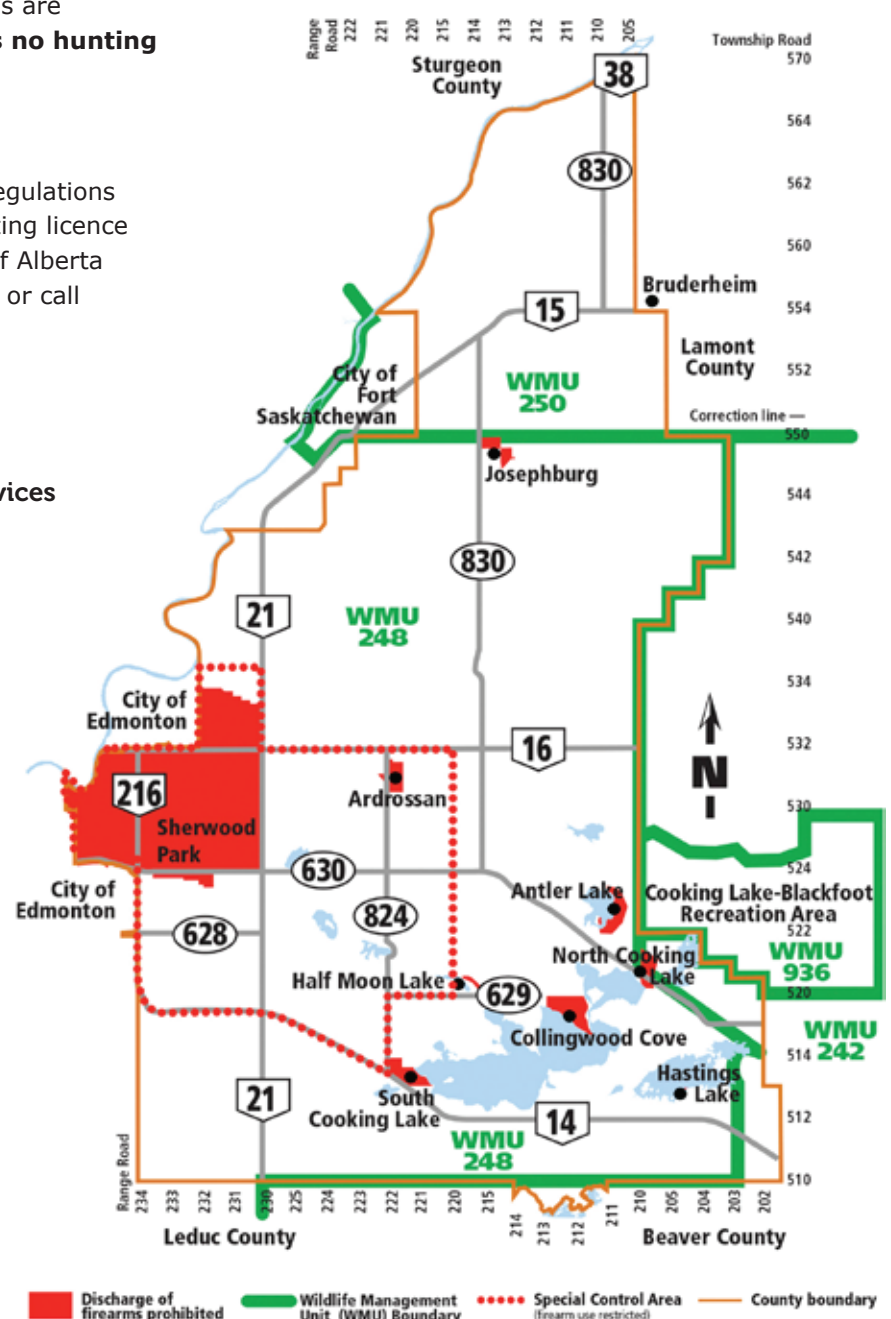 s are
s no hunting
egulations
ting licence
of Alberta
or call
vices
Range Road
222
221
220
215
214
213
212
211
210
205
Township Road
570
564
562
560
554
552
Correction line —
550
544
542
540
534
532
530
524
522
520
514
512
510
Sturgeon
County
38
830
Bruderheim
15
Lamont
County
City of
Fort
Saskatchewan
WMU
250
Josephburg
830
21
WMU
248
City of
Edmonton
16
N
216
Ardrossan
Sherwood
Park
630
City of
Edmonton
824
628
Antler Lake
Cooking Lake-Blackfoot
Recreation Area
North Cooking
Lake
WMU
936
Half Moon Lake
629
Collingwood Cove
WMU
242
Hastings
Lake
21
South
Cooking Lake
14
WMU
248
Range Road
234
233
232
231
230
225
224
223
222
221
220
215
214
213
212
211
210
205
204
203
202
Leduc County
Beaver County
Discharge of
firearms prohibited
Wildlife Management
Unit (WMU) Boundary
Special Control Area
(firearm use restricted)
County boundary